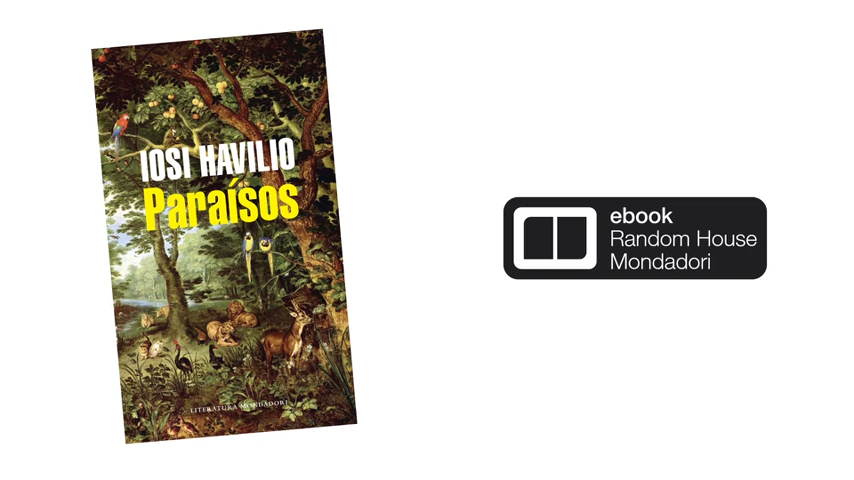 IOSI HAVILIO
Paraísos
LITERATURA MONDADORI
ebook
Random House
Mondadori